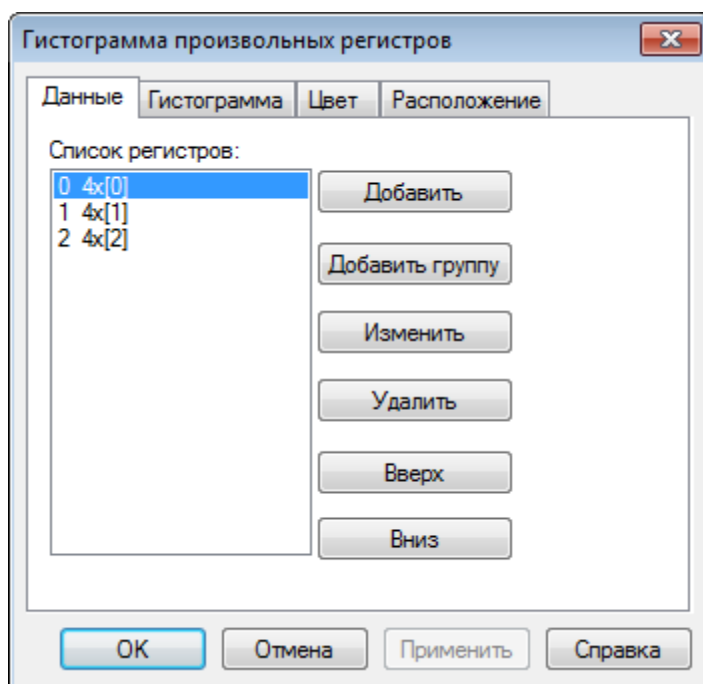 Гистограмма произвольных регистров
Данные Гистограмма Цвет Расположение
Список регистров:
0 4x[0]
1 4x[1]
2 4x[2]
Добавить
Добавить группу
Изменить
Удалить
Вверх
Вниз
OK Отмена Применить Справка